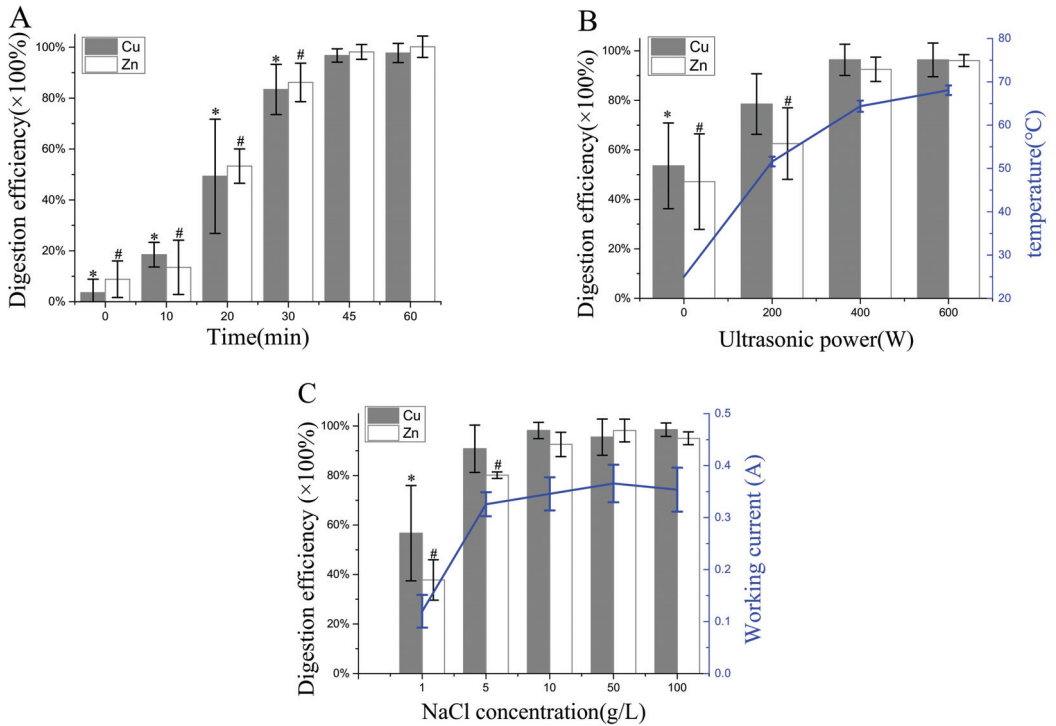 A
Cu
Zn
Digestion efficiency(×100%)
100%
80%
60%
40%
20%
0%
* # * # * # * #
0 10 20 30 45 60
Time(min)
B
Cu
Zn
Digestion efficiency(×100%)
100%
80%
60%
40%
20%
0%
* # #
80
70
60
50
40
30
20
temperature(°C)
0 200 400 600
Ultrasonic power(W)
C
Cu
Zn
Digestion efficiency (×100%)
100%
80%
60%
40%
20%
0%
* # #
0.5
0.4
0.3
0.2
0.1
0.0
Working current (A)
1 5 10 50 100
NaCl concentration(g/L)